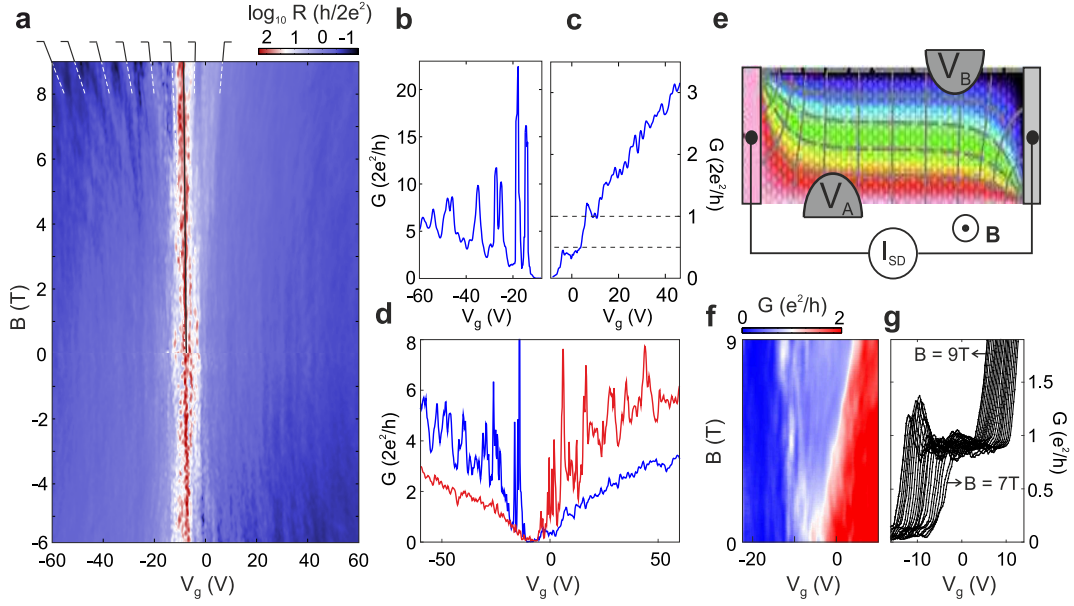 a
log₁₀ R (h/2e²)
2 1 0 -1
8
6
4
2
0
-2
-4
-6
B (T)
-60 -40 -20 0 20 40 60
V_g (V)
b
20
15
10
5
0
G (2e²/h)
-60 -40 -20
V_g (V)
c
3
2
1
0
G (2e²/h)
0 20 40
V_g (V)
d
8
6
4
2
0
G (2e²/h)
-50 0 50
V_g (V)
e
V_B
V_A
B
I_SD
f
G (e²/h)
0 2
9
0
B (T)
-20 -10 0 10
V_g (V)
g
B = 9T
B = 7T
1.5
1
0.5
0
G (e²/h)
-10 0 10
V_g (V)